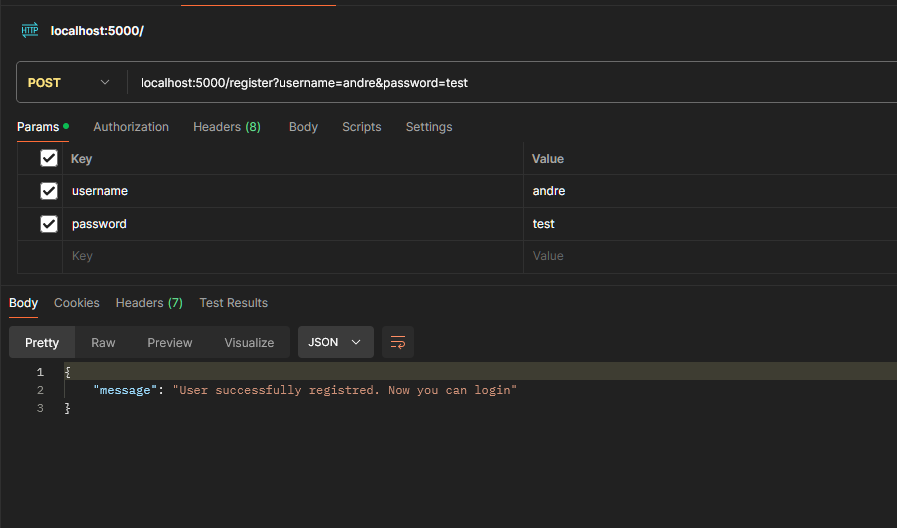 HTTP localhost:5000/
POST localhost:5000/register?username=andre&password=test
Params Authorization Headers (8) Body Scripts Settings
Key Value
username andre
password test
Key Value
Body Cookies Headers (7) Test Results
Pretty Raw Preview Visualize JSON
1 {
2 "message": "User successfully registred. Now you can login"
3 }